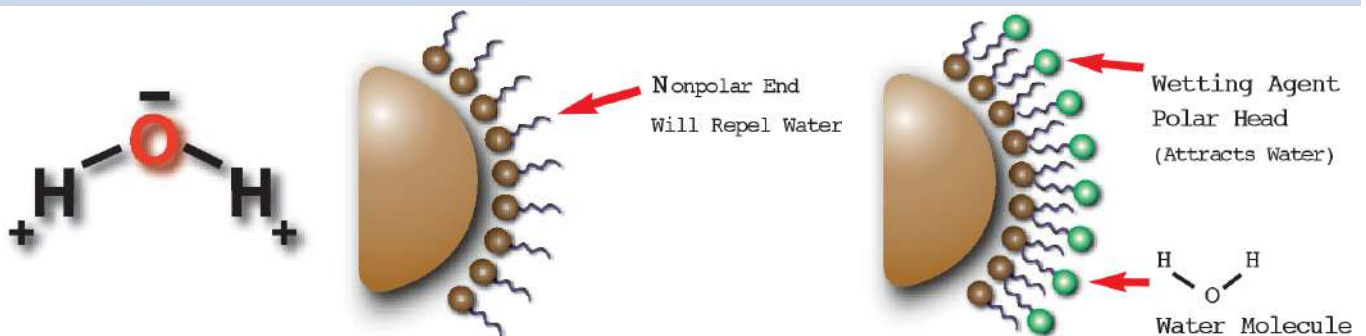 −
O
H H
+ +
Nonpolar End
Will Repel Water
Wetting Agent
Polar Head
(Attracts Water)
H H
O
Water Molecule